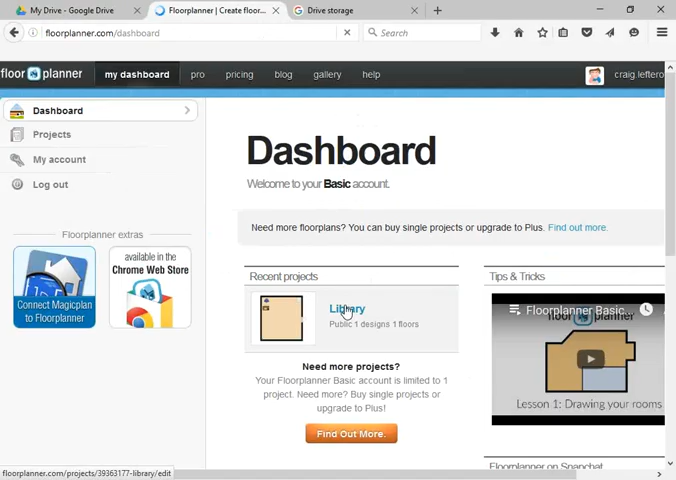 My Drive - Google Drive
Floorplanner | Create floor...
Drive storage
floorplanner.com/dashboard
Search
floor planner
my dashboard
pro
pricing
blog
gallery
help
craig.leftero
Dashboard
Projects
My account
Log out
Floorplanner extras
Connect Magicplan
to Floorplanner
available in the
Chrome Web Store
Dashboard
Welcome to your Basic account.
Need more floorplans? You can buy single projects or upgrade to Plus. Find out more.
Recent projects
Library
Public 1 designs 1 floors
Need more projects?
Your Floorplanner Basic account is limited to 1
project. Need more? Buy single projects or
upgrade to Plus!
Find Out More.
Tips & Tricks
Floorplanner Basic...
Lesson 1: Drawing your rooms
Floorplanner on Snapchat
floorplanner.com/projects/39363177-library/edit